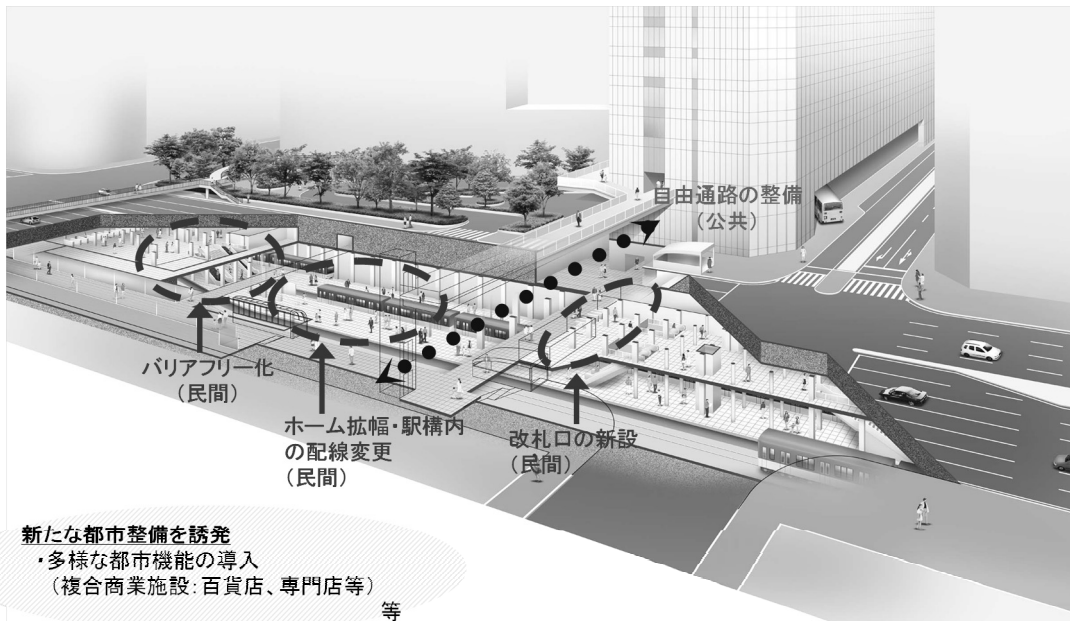 自由通路の整備
（公共）
バリアフリー化
（民間）
ホーム拡幅・駅構内
の配線変更
（民間）
改札口の新設
（民間）
新たな都市整備を誘発
・多様な都市機能の導入
（複合商業施設：百貨店、専門店等）
等